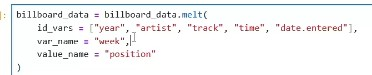 ]: billboard_data = billboard_data.melt(
id_vars = ["year", "artist", "track", "time", "date.entered"],
var_name = "week",
value_name = "position"
)